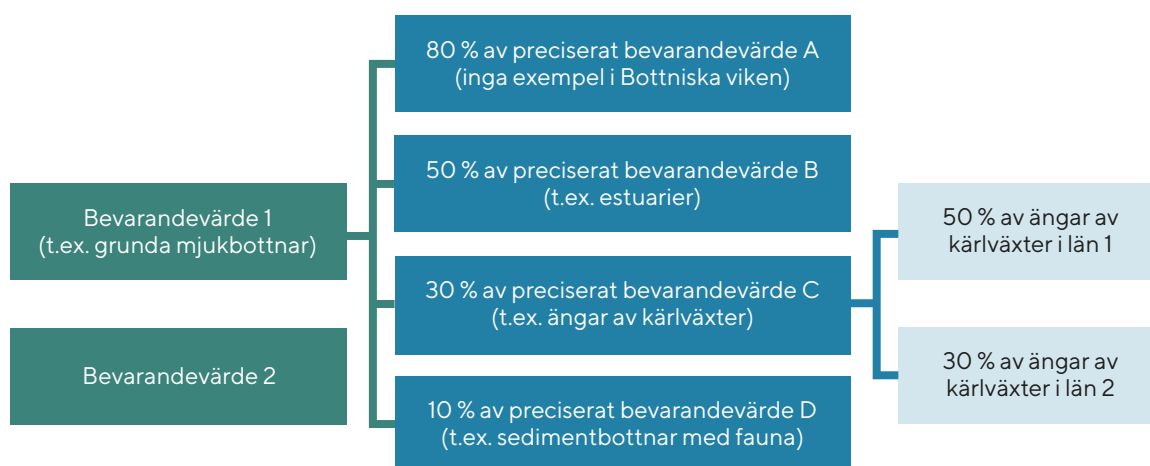 80 % av preciserat bevarandevärde A
(inga exempel i Bottniska viken)
50 % av preciserat bevarandevärde B
(t.ex. estuarier)
Bevarandevärde 1
(t.ex. grunda mjukbottnar)
50 % av ängar av
kärlväxter i län 1
30 % av preciserat bevarandevärde C
(t.ex. ängar av kärlväxter)
Bevarandevärde 2
30 % av ängar av
kärlväxter i län 2
10 % av preciserat bevarandevärde D
(t.ex. sedimentbottnar med fauna)